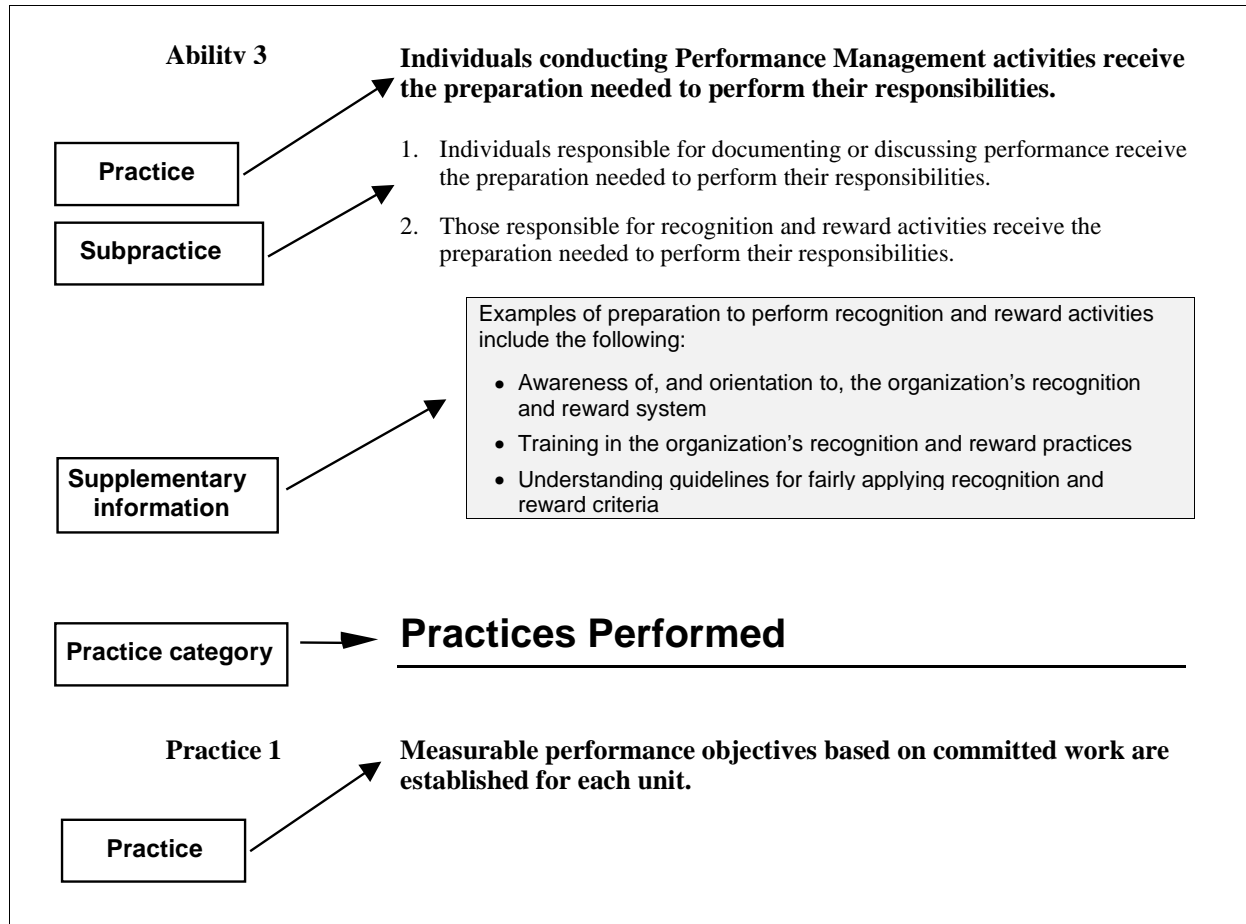 Ability 3
Individuals conducting Performance Management activities receive
the preparation needed to perform their responsibilities.
Practice
1. Individuals responsible for documenting or discussing performance receive
the preparation needed to perform their responsibilities.
Subpractice
2. Those responsible for recognition and reward activities receive the
preparation needed to perform their responsibilities.
Examples of preparation to perform recognition and reward activities
include the following:
• Awareness of, and orientation to, the organization’s recognition
and reward system
• Training in the organization’s recognition and reward practices
• Understanding guidelines for fairly applying recognition and
reward criteria
Supplementary
information
Practice category
Practices Performed
Practice 1
Measurable performance objectives based on committed work are
established for each unit.
Practice